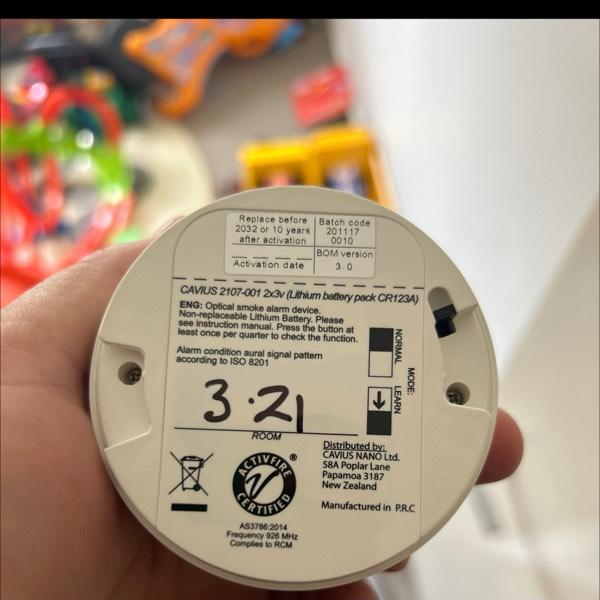 Replace before
2032 or 10 years
after activation
Activation date
Batch code
201117
0010
BOM version
3.0
CAVIUS 2107-001 2x3v (Lithium battery pack CR123A)
ENG: Optical smoke alarm device.
Non-replaceable Lithium Battery. Please
see instruction manual. Press the button at
least once per quarter to check the function.
Alarm condition aural signal pattern
according to ISO 8201
NORMAL
MODE:
LEARN
3.21
ROOM
ACTIVFIRE
®
CERTIFIED
Distributed by:
CAVIUS NANO Ltd.
58A Poplar Lane
Papamoa 3187
New Zealand
Manufactured in P.R.C
AS3786:2014
Frequency 926 MHz
Complies to RCM